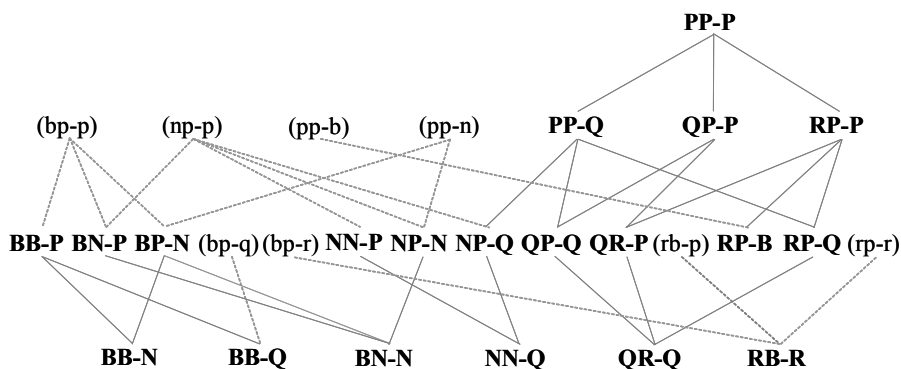 PP-P
(bp-p) (np-p) (pp-b) (pp-n) PP-Q QP-P RP-P
BB-P BN-P BP-N (bp-q) (bp-r) NN-P NP-N NP-Q QP-Q QR-P (rb-p) RP-B RP-Q (rp-r)
BB-N BB-Q BN-N NN-Q QR-Q RB-R